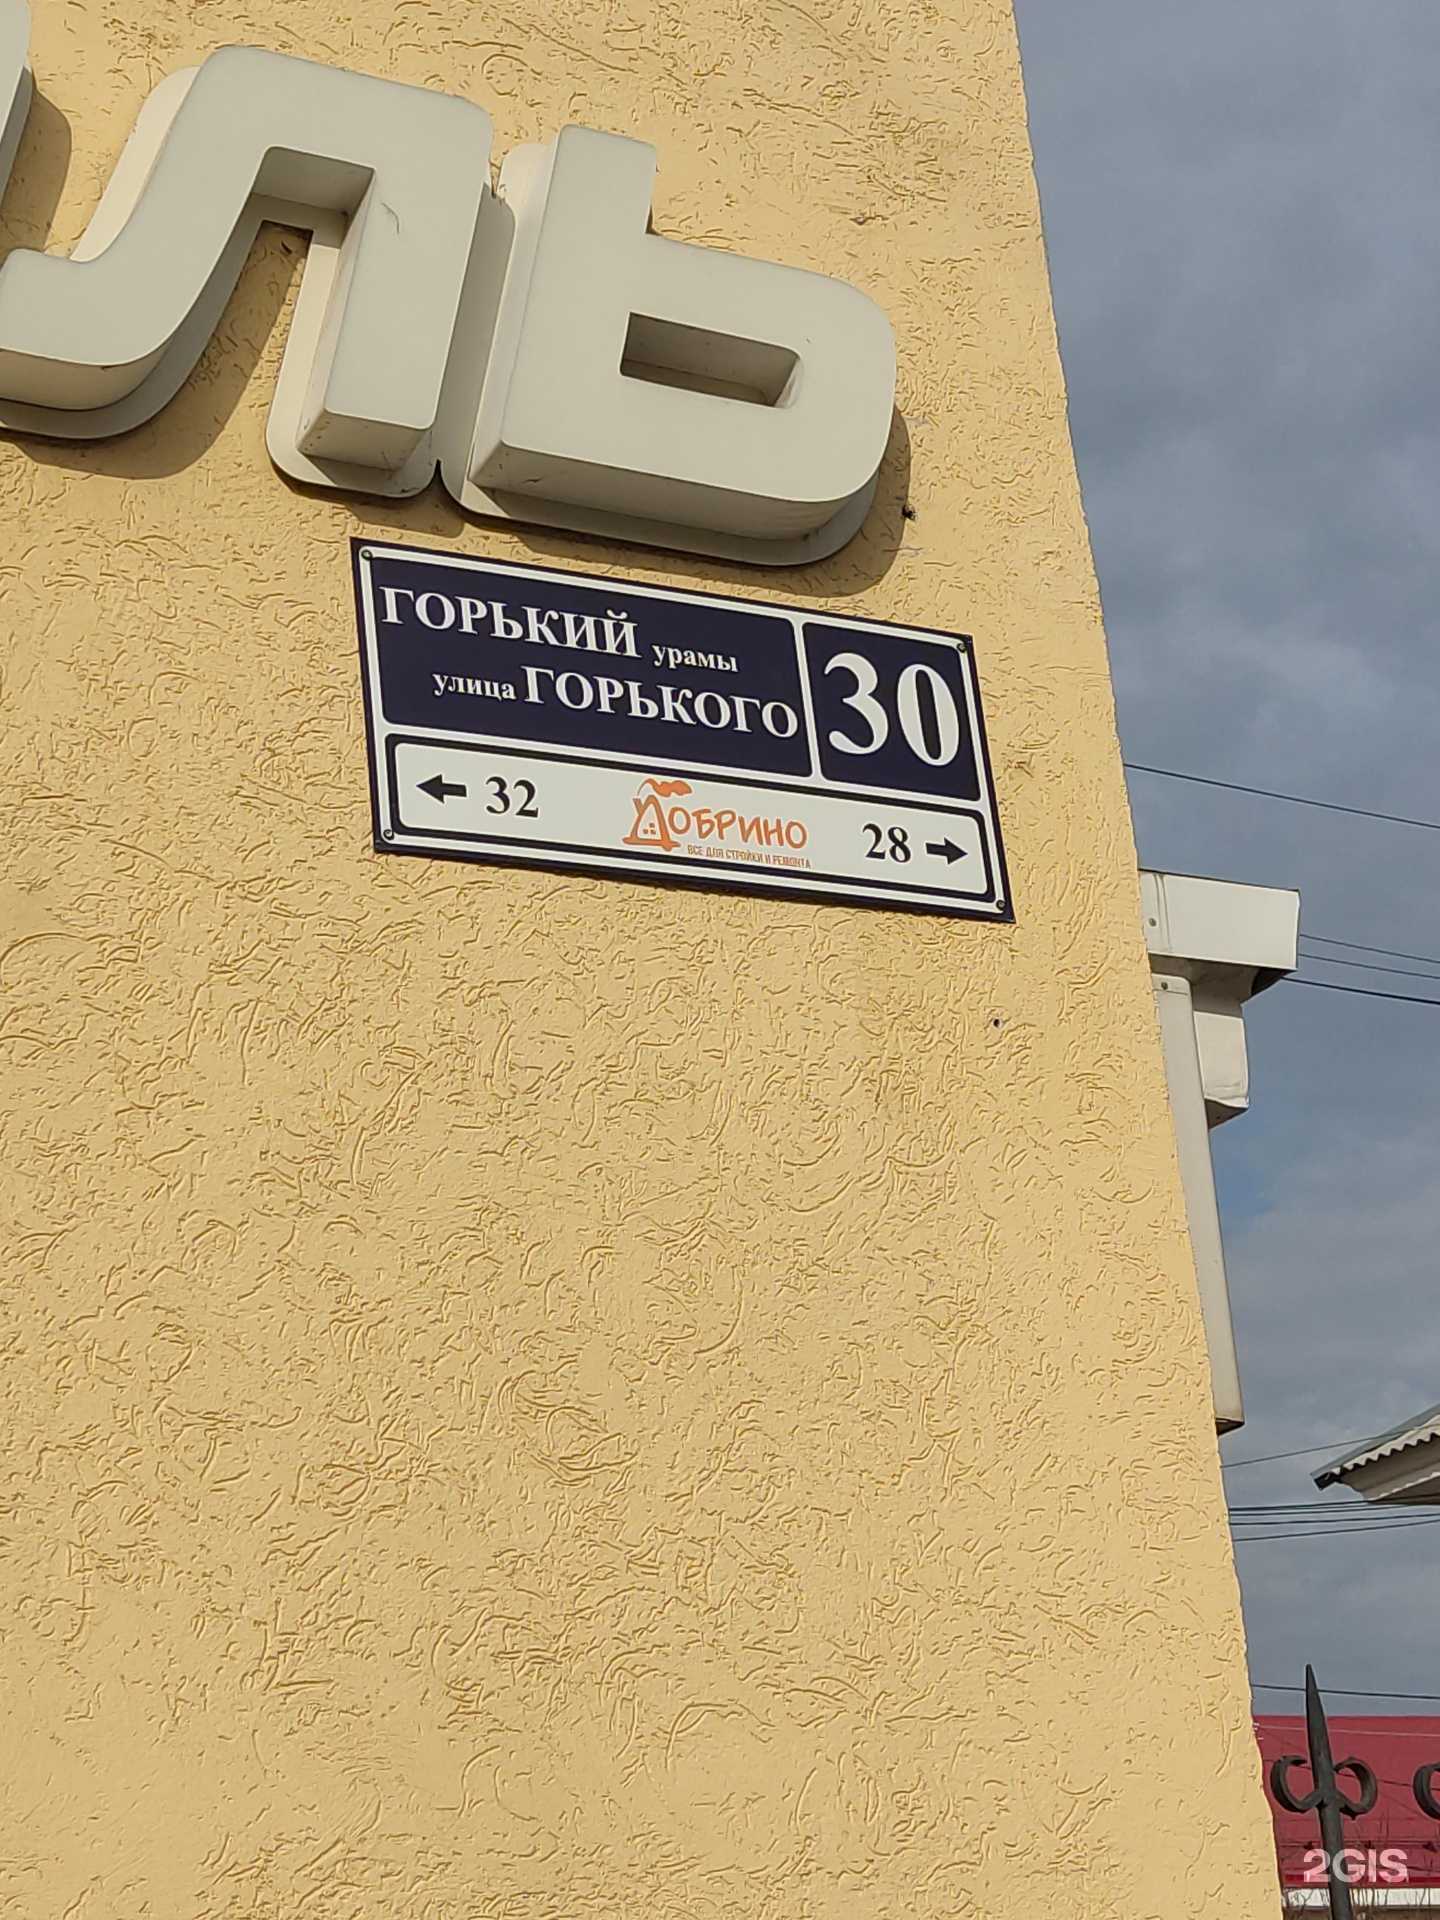 ЛЬ
ГОРЬКИЙ урамы
улица ГОРЬКОГО
30
32
ДОБРИНО
ВСЕ ДЛЯ СТРОЙКИ И РЕМОНТА
28
2GIS